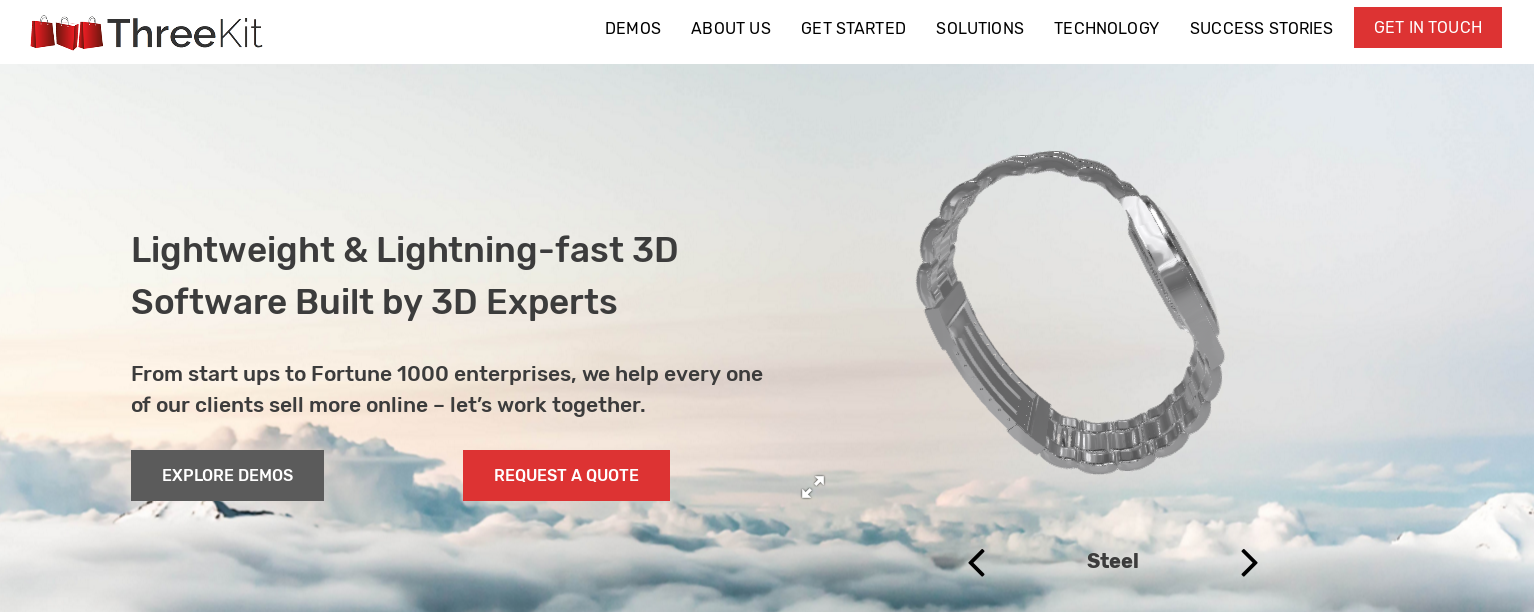 ThreeKit
DEMOS
ABOUT US
GET STARTED
SOLUTIONS
TECHNOLOGY
SUCCESS STORIES
GET IN TOUCH
Lightweight & Lightning-fast 3D
Software Built by 3D Experts
From start ups to Fortune 1000 enterprises, we help every one
of our clients sell more online – let’s work together.
EXPLORE DEMOS
REQUEST A QUOTE
Steel